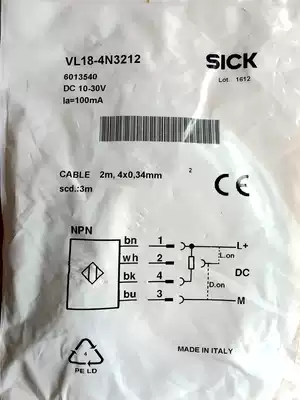 VL18-4N3212
SICK
6013540
Lot. 1612
DC 10-30V
Ia=100mA
CABLE 2m, 4x0,34mm 2
scd.:3m
CE
NPN
bn 1 L+
wh 2 L.on
bk 4 DC
D.on
bu 3 M
4
PE LD
MADE IN ITALY